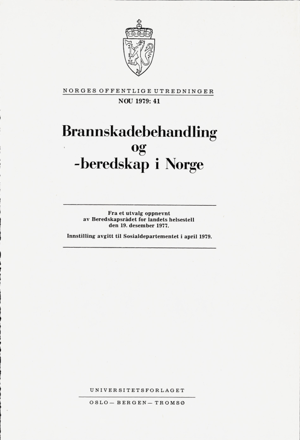 NORGES OFFENTLIGE UTREDNINGER
NOU 1979: 41
Brannskadebehandling
og
-beredskap i Norge
Fra et utvalg oppnevnt
av Beredskapsrådet for landets helsestell
den 19. desember 1977.
Innstilling avgitt til Sosialdepartementet i april 1979.
UNIVERSITETSFORLAGET
OSLO — BERGEN — TROMSØ